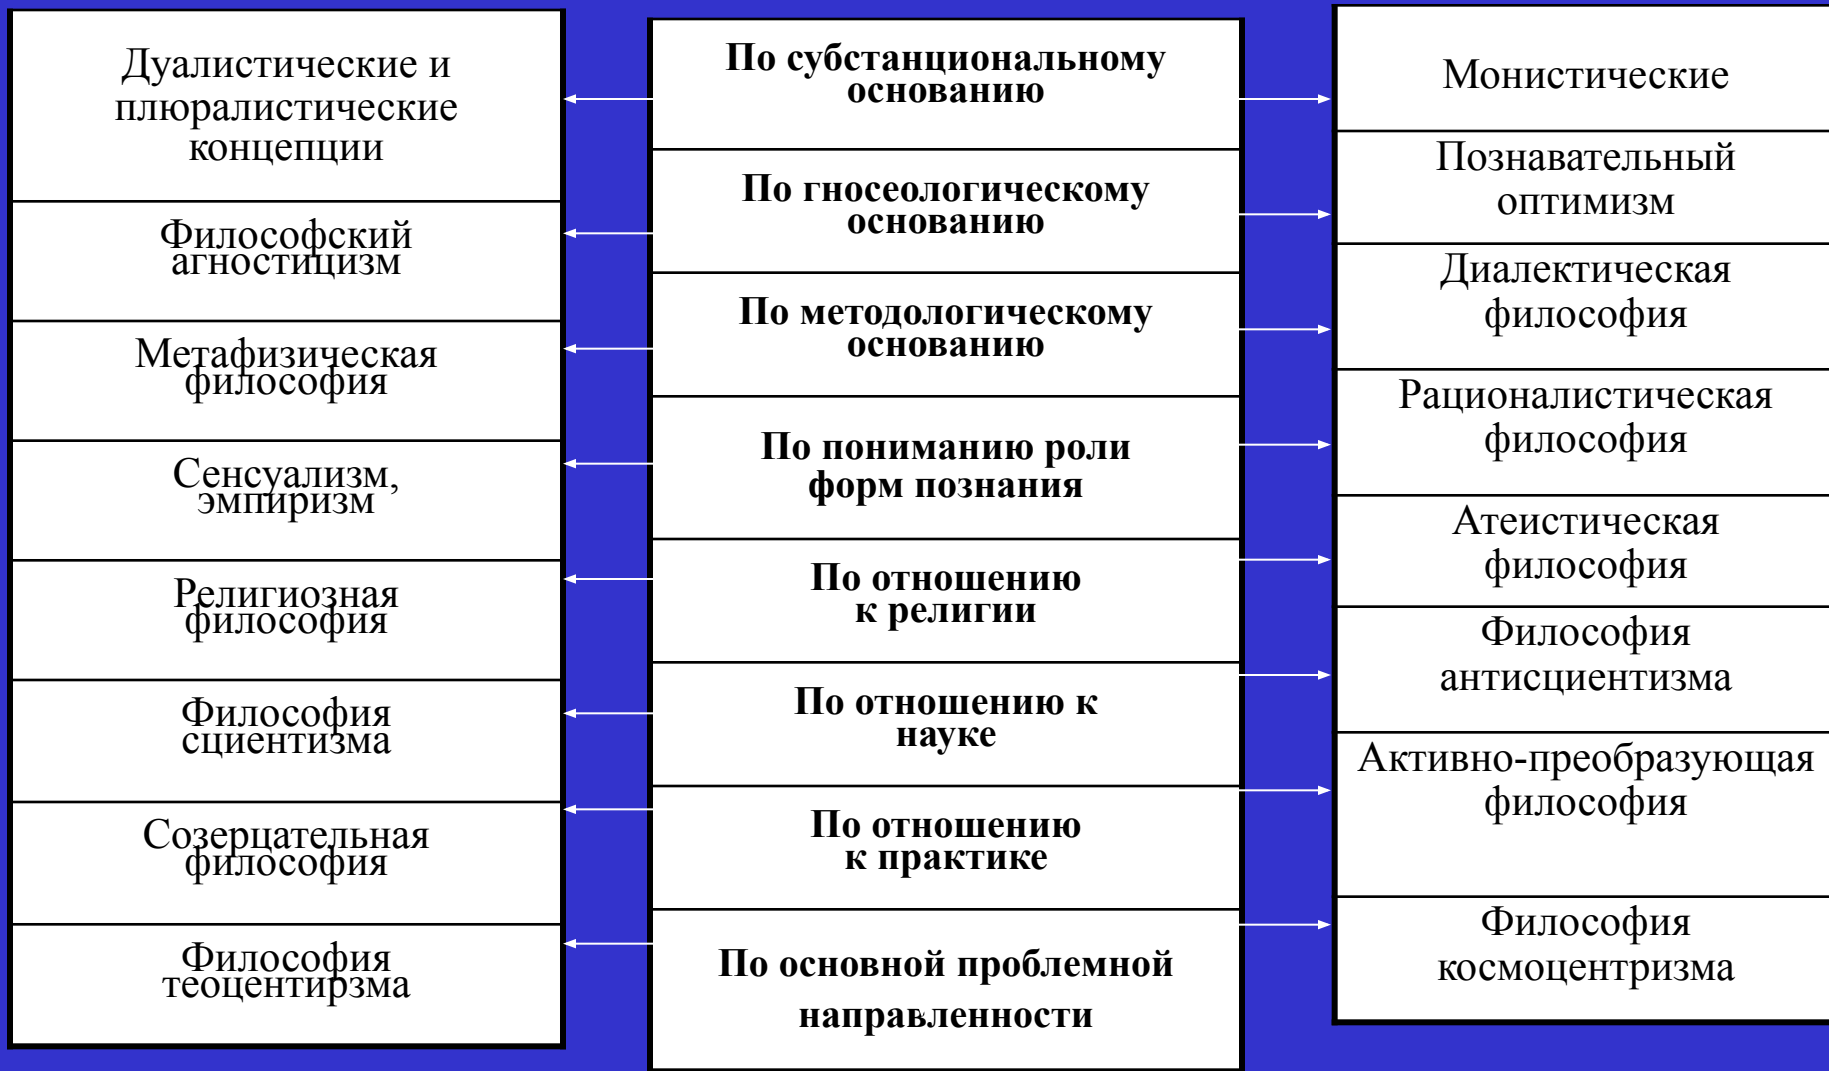 Дуалистические и
плюралистические
концепции
Философский
агностицизм
Метафизическая
философия
Сенсуализм,
эмпиризм
Религиозная
философия
Философия
сциентизма
Созерцательная
философия
Философия
теоцентирзма
По субстанциональному
основанию
По гносеологическому
основанию
По методологическому
основанию
По пониманию роли
форм познания
По отношению
к религии
По отношению к
науке
По отношению
к практике
По основной проблемной
направленности
Монистические
Познавательный
оптимизм
Диалектическая
философия
Рационалистическая
философия
Атеистическая
философия
Философия
антисциентизма
Активно-преобразующая
философия
Философия
космоцентризма